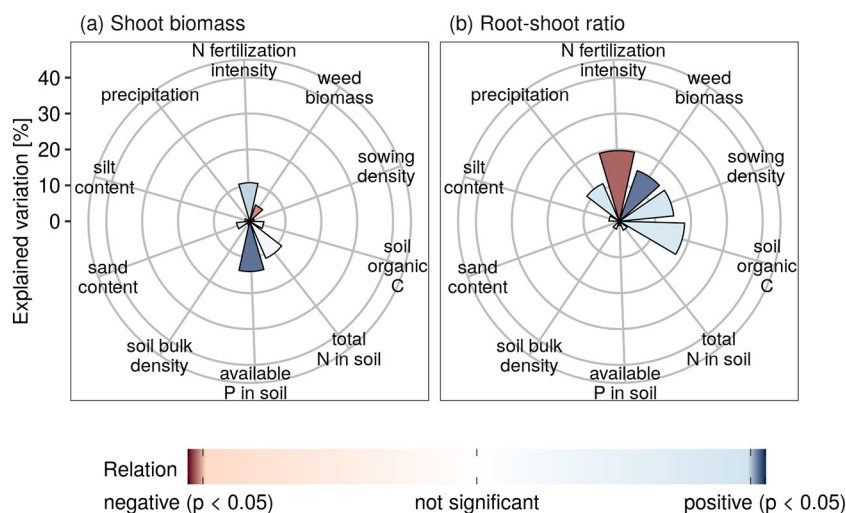 (a) Shoot biomass
(b) Root-shoot ratio
Explained variation [%]
40
30
20
10
0
N fertilization
intensity
weed
biomass
sowing
density
soil
organic
C
total
N in soil
available
P in soil
soil bulk
density
sand
content
silt
content
precipitation
N fertilization
intensity
weed
biomass
sowing
density
soil
organic
C
total
N in soil
available
P in soil
soil bulk
density
sand
content
silt
content
precipitation
Relation
negative (p < 0.05)
not significant
positive (p < 0.05)